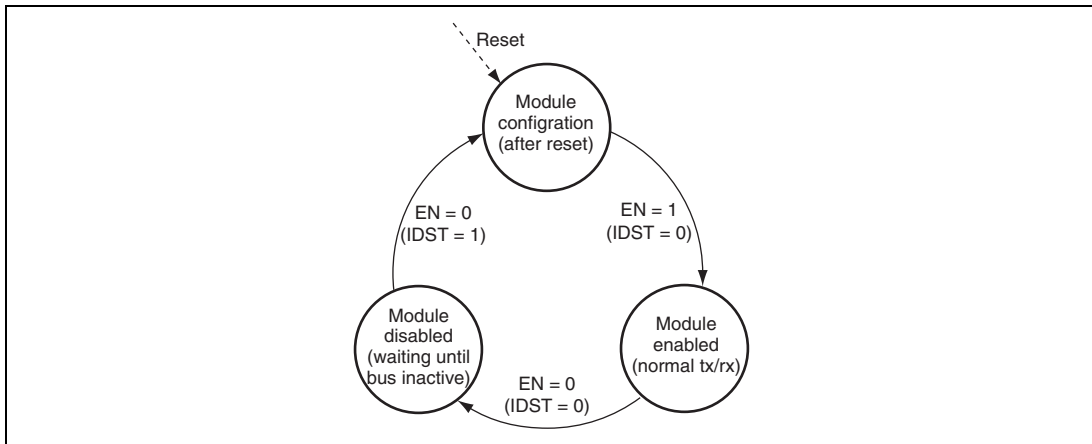 Reset
Module
configration
(after reset)
EN = 0
(IDST = 1)
EN = 1
(IDST = 0)
Module
disabled
(waiting until
bus inactive)
Module
enabled
(normal tx/rx)
EN = 0
(IDST = 0)